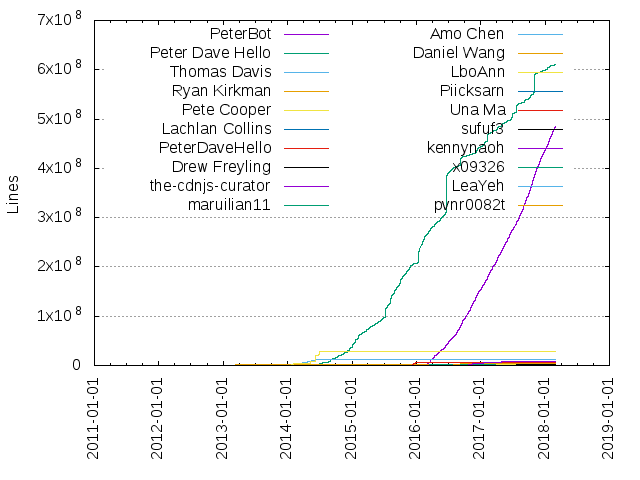 7x10^8
6x10^8
5x10^8
4x10^8
3x10^8
2x10^8
1x10^8
0
Lines
PeterBot
Peter Dave Hello
Thomas Davis
Ryan Kirkman
Pete Cooper
Lachlan Collins
PeterDaveHello
Drew Freyling
the-cdnjs-curator
maruilian11
Amo Chen
Daniel Wang
LboAnn
Piicksarn
Una Ma
sufuf3
kennynaoh
x09326
LeaYeh
pvnr0082t
2011-01-01
2012-01-01
2013-01-01
2014-01-01
2015-01-01
2016-01-01
2017-01-01
2018-01-01
2019-01-01